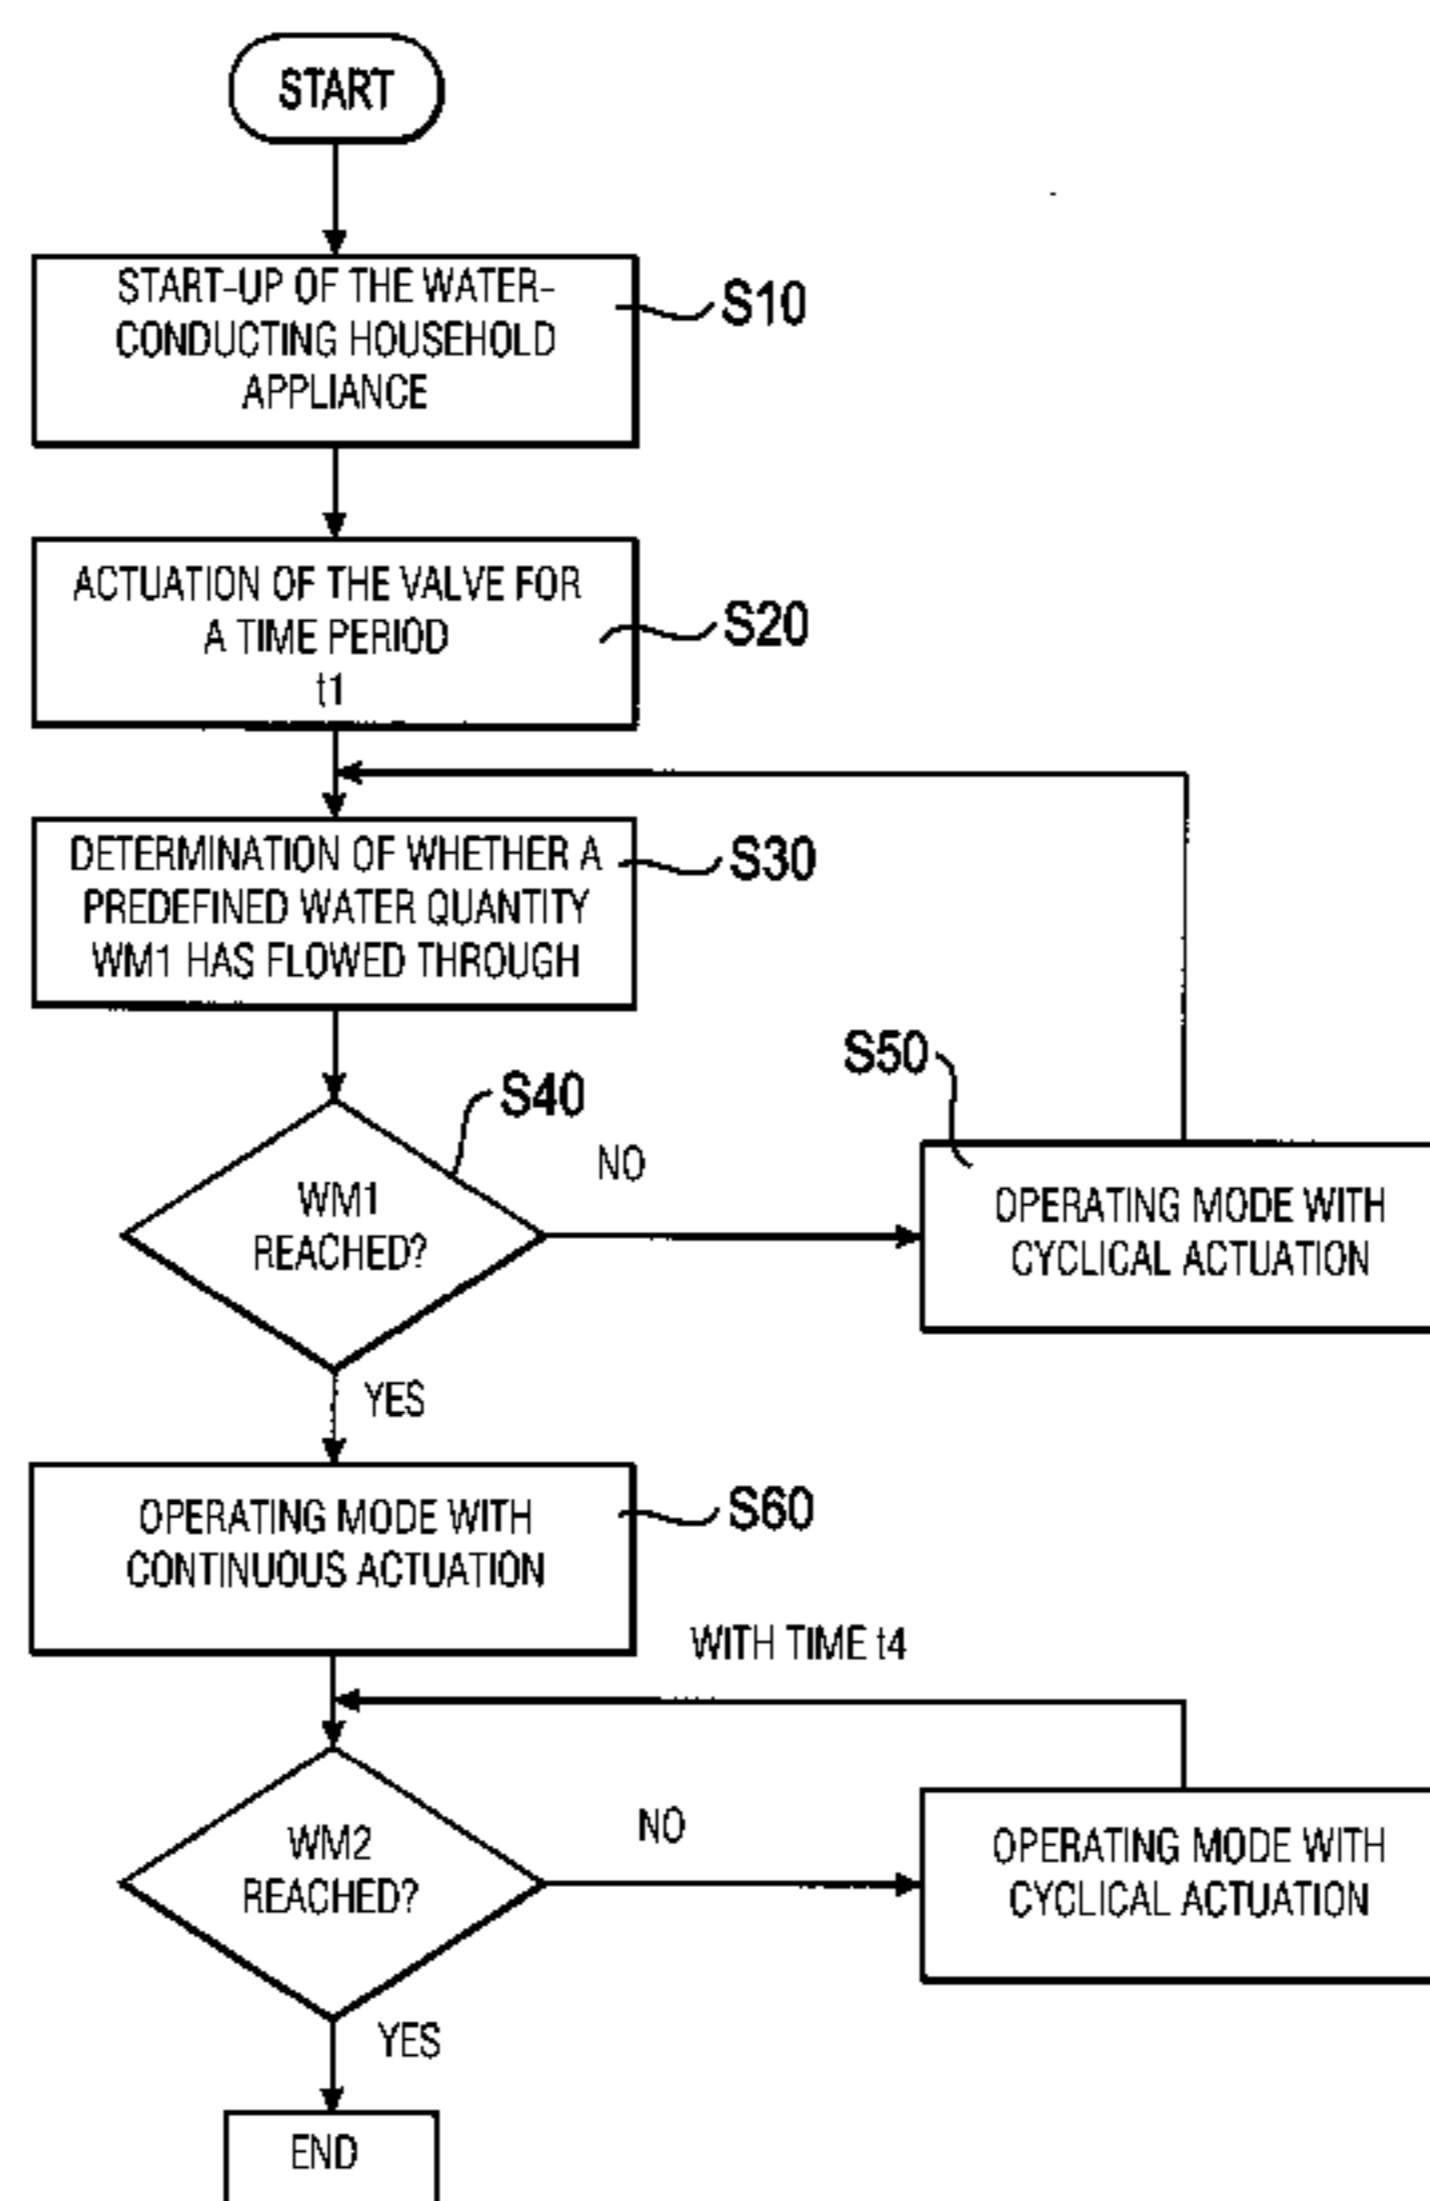 START
START-UP OF THE WATER-
CONDUCTING HOUSEHOLD
APPLIANCE
S10
ACTUATION OF THE VALVE FOR
A TIME PERIOD
t1
S20
DETERMINATION OF WHETHER A
PREDEFINED WATER QUANTITY
WM1 HAS FLOWED THROUGH
S30
S40
WM1
REACHED?
NO
S50
OPERATING MODE WITH
CYCLICAL ACTUATION
YES
OPERATING MODE WITH
CONTINUOUS ACTUATION
S60
WITH TIME t4
WM2
REACHED?
NO
OPERATING MODE WITH
CYCLICAL ACTUATION
YES
END